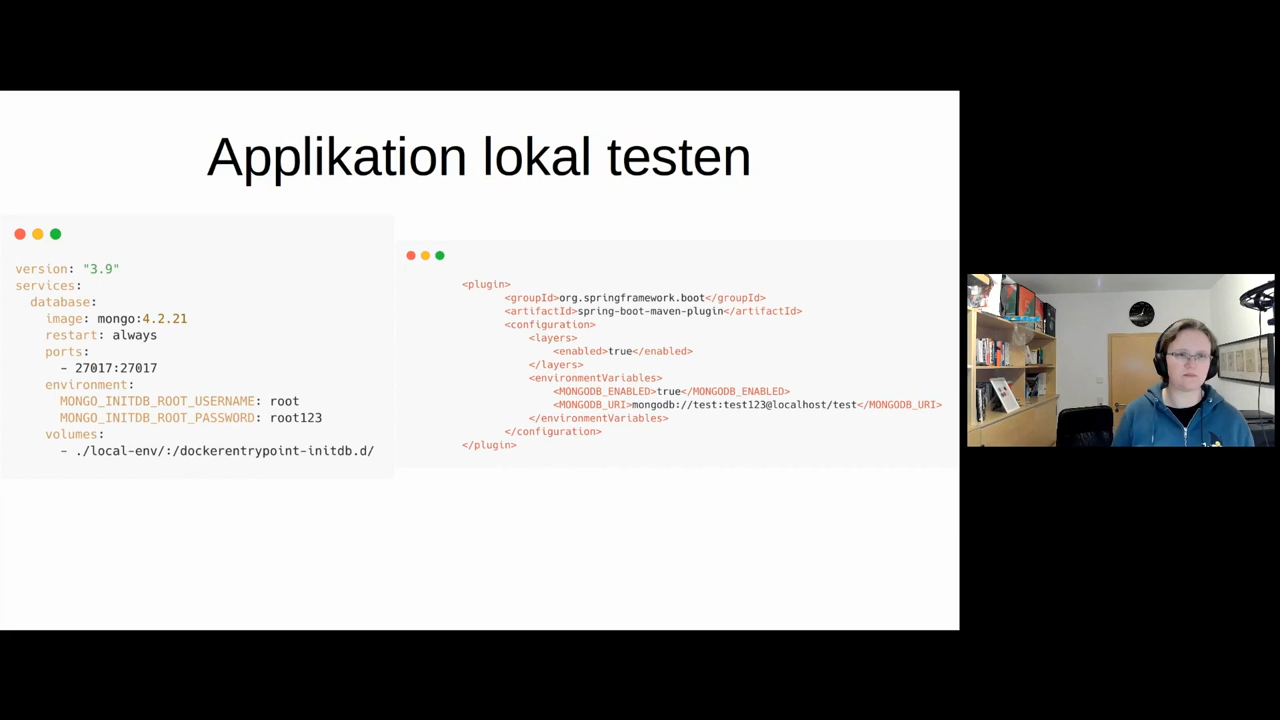 Applikation lokal testen
version: "3.9"
services:
database:
image: mongo:4.2.21
restart: always
ports:
- 27017:27017
environment:
MONGO_INITDB_ROOT_USERNAME: root
MONGO_INITDB_ROOT_PASSWORD: root123
volumes:
- ./local-env/:/dockerentrypoint-initdb.d/
<plugin>
<groupId>org.springframework.boot</groupId>
<artifactId>spring-boot-maven-plugin</artifactId>
<configuration>
<layers>
<enabled>true</enabled>
</layers>
<environmentVariables>
<MONGODB_ENABLED>true</MONGODB_ENABLED>
<MONGODB_URI>mongodb://test:test123@localhost/test</MONGODB_URI>
</environmentVariables>
</configuration>
</plugin>